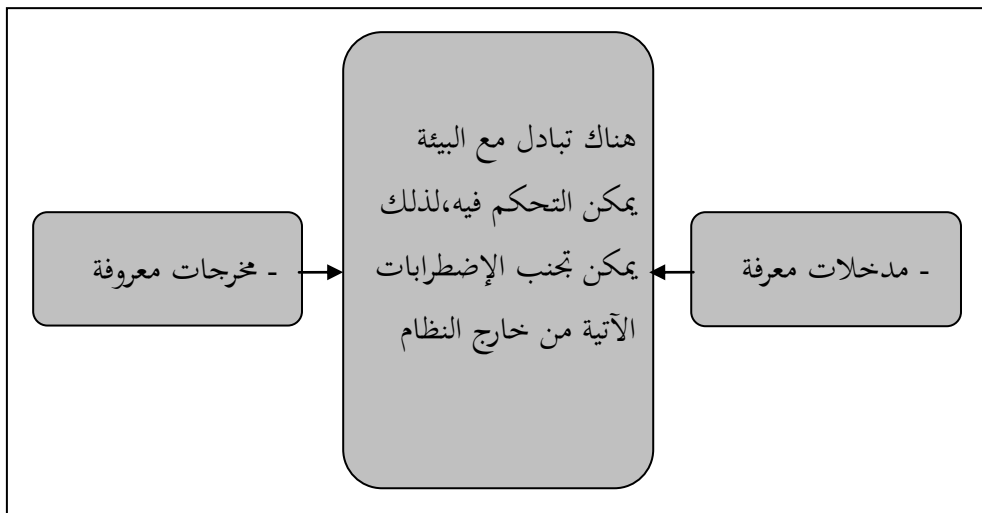 - مدخلات معرفة
هناك تبادل مع البيئة
يمكن التحكم فيه،لذلك
يمكن تجنب الإضطرابات
الآتية من خارج النظام
- مخرجات معروفة